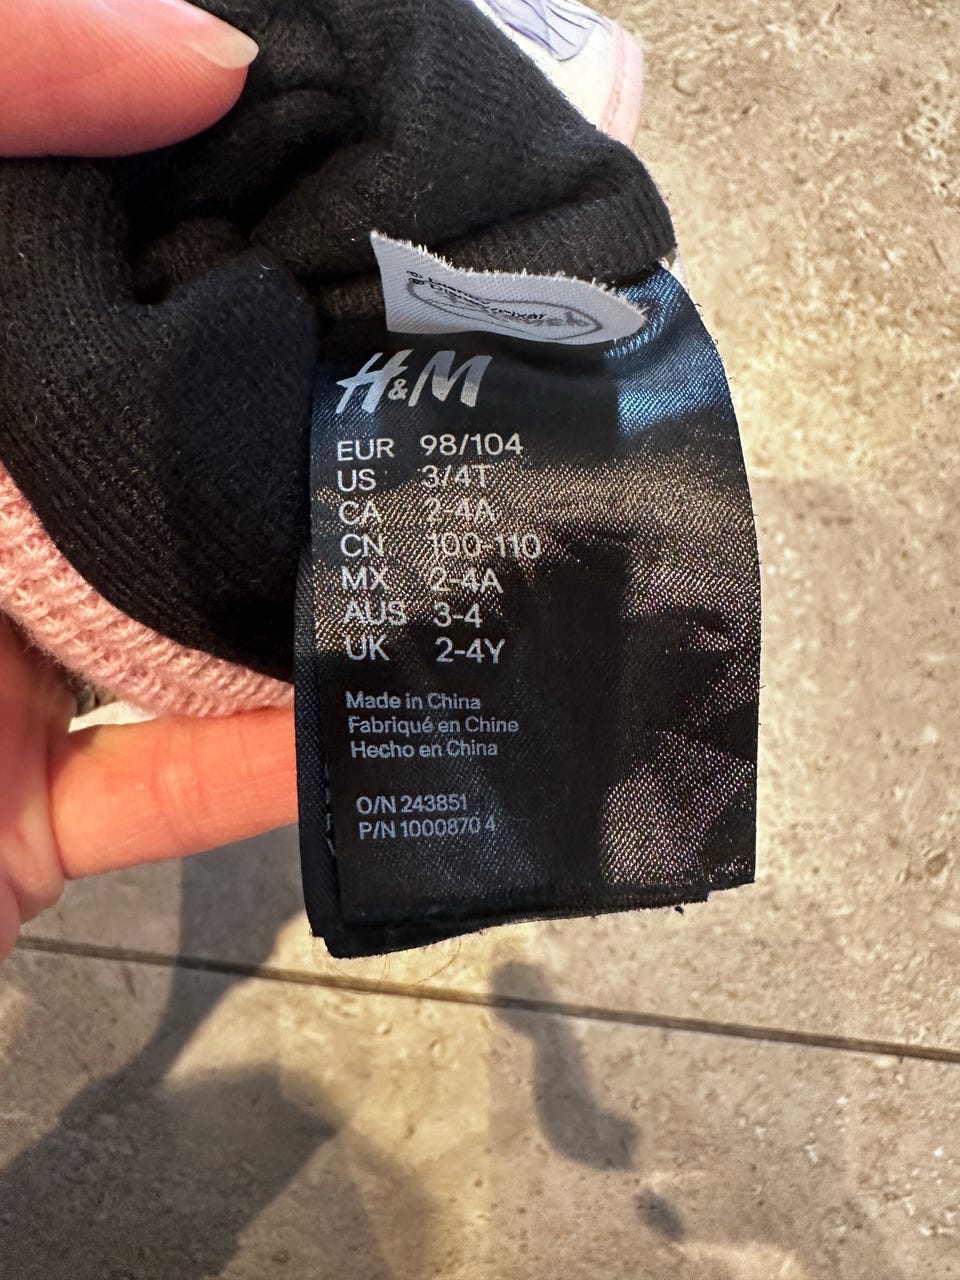 Disney
H&M
EUR 98/104
US 3/4T
CA 2-4A
CN 100-110
MX 2-4A
AUS 3-4
UK 2-4Y
Made in China
Fabriqué en Chine
Hecho en China
O/N 243851
P/N 1000870 4